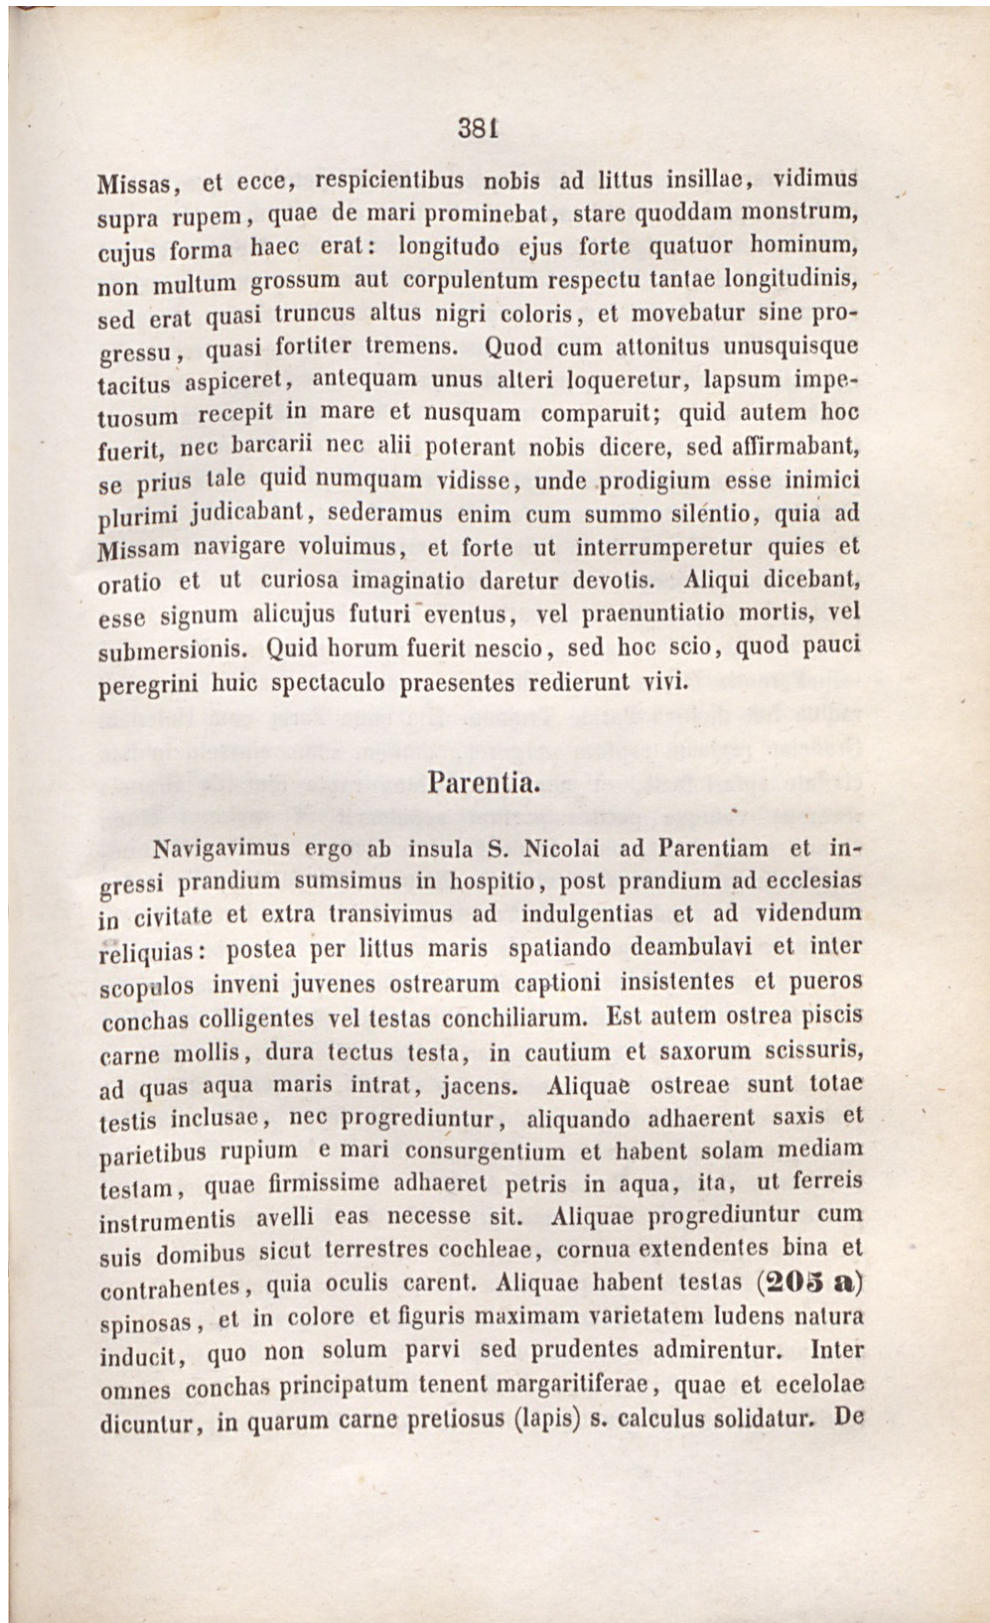 381
Missas, et ecce, respicientibus nobis ad littus insillae, vidimus
supra rupem, quae de mari prominebat, stare quoddam monstrum,
cujus forma haec erat: longitudo ejus forte quatuor hominum,
non multum grossum aut corpulentum respectu tantae longitudinis,
sed erat quasi truncus altus nigri coloris, et movebatur sine pro-
gressu, quasi fortiter tremens. Quod cum attonitus unusquisque
tacitus aspiceret, antequam unus alteri loqueretur, lapsum impe-
tuosum recepit in mare et nusquam comparuit; quid autem hoc
fuerit, nec barcarii nec alii poterant nobis dicere, sed affirmabant,
se prius tale quid numquam vidisse, unde prodigium esse inimici
plurimi judicabant, sederamus enim cum summo silentio, quia ad
Missam navigare voluimus, et forte ut interrumperetur quies et
oratio et ut curiosa imaginatio daretur devotis. Aliqui dicebant,
esse signum alicujus futuri eventus, vel praenuntiatio mortis, vel
submersionis. Quid horum fuerit nescio, sed hoc scio, quod pauci
peregrini huic spectaculo praesentes redierunt vivi.
Parentia.
Navigavimus ergo ab insula S. Nicolai ad Parentiam et in-
gressi prandium sumsimus in hospitio, post prandium ad ecclesias
in civitate et extra transivimus ad indulgentias et ad videndum
reliquias: postea per littus maris spatiando deambulavi et inter
scopulos inveni juvenes ostrearum captioni insistentes et pueros
conchas colligentes vel testas conchiliarum. Est autem ostrea piscis
carne mollis, dura tectus testa, in cautium et saxorum scissuris,
ad quas aqua maris intrat, jacens. Aliquae ostreae sunt totae
testis inclusae, nec progrediuntur, aliquando adhaerent saxis et
parietibus rupium e mari consurgentium et habent solam mediam
testam, quae firmissime adhaeret petris in aqua, ita, ut ferreis
instrumentis avelli eas necesse sit. Aliquae progrediuntur cum
suis domibus sicut terrestres cochleae, cornua extendentes bina et
contrahentes, quia oculis carent. Aliquae habent testas (205 a)
spinosas, et in colore et figuris maximam varietatem ludens natura
inducit, quo non solum parvi sed prudentes admirentur. Inter
omnes conchas principatum tenent margaritiferae, quae et ecelolae
dicuntur, in quarum carne pretiosus (lapis) s. calculus solidatur. De